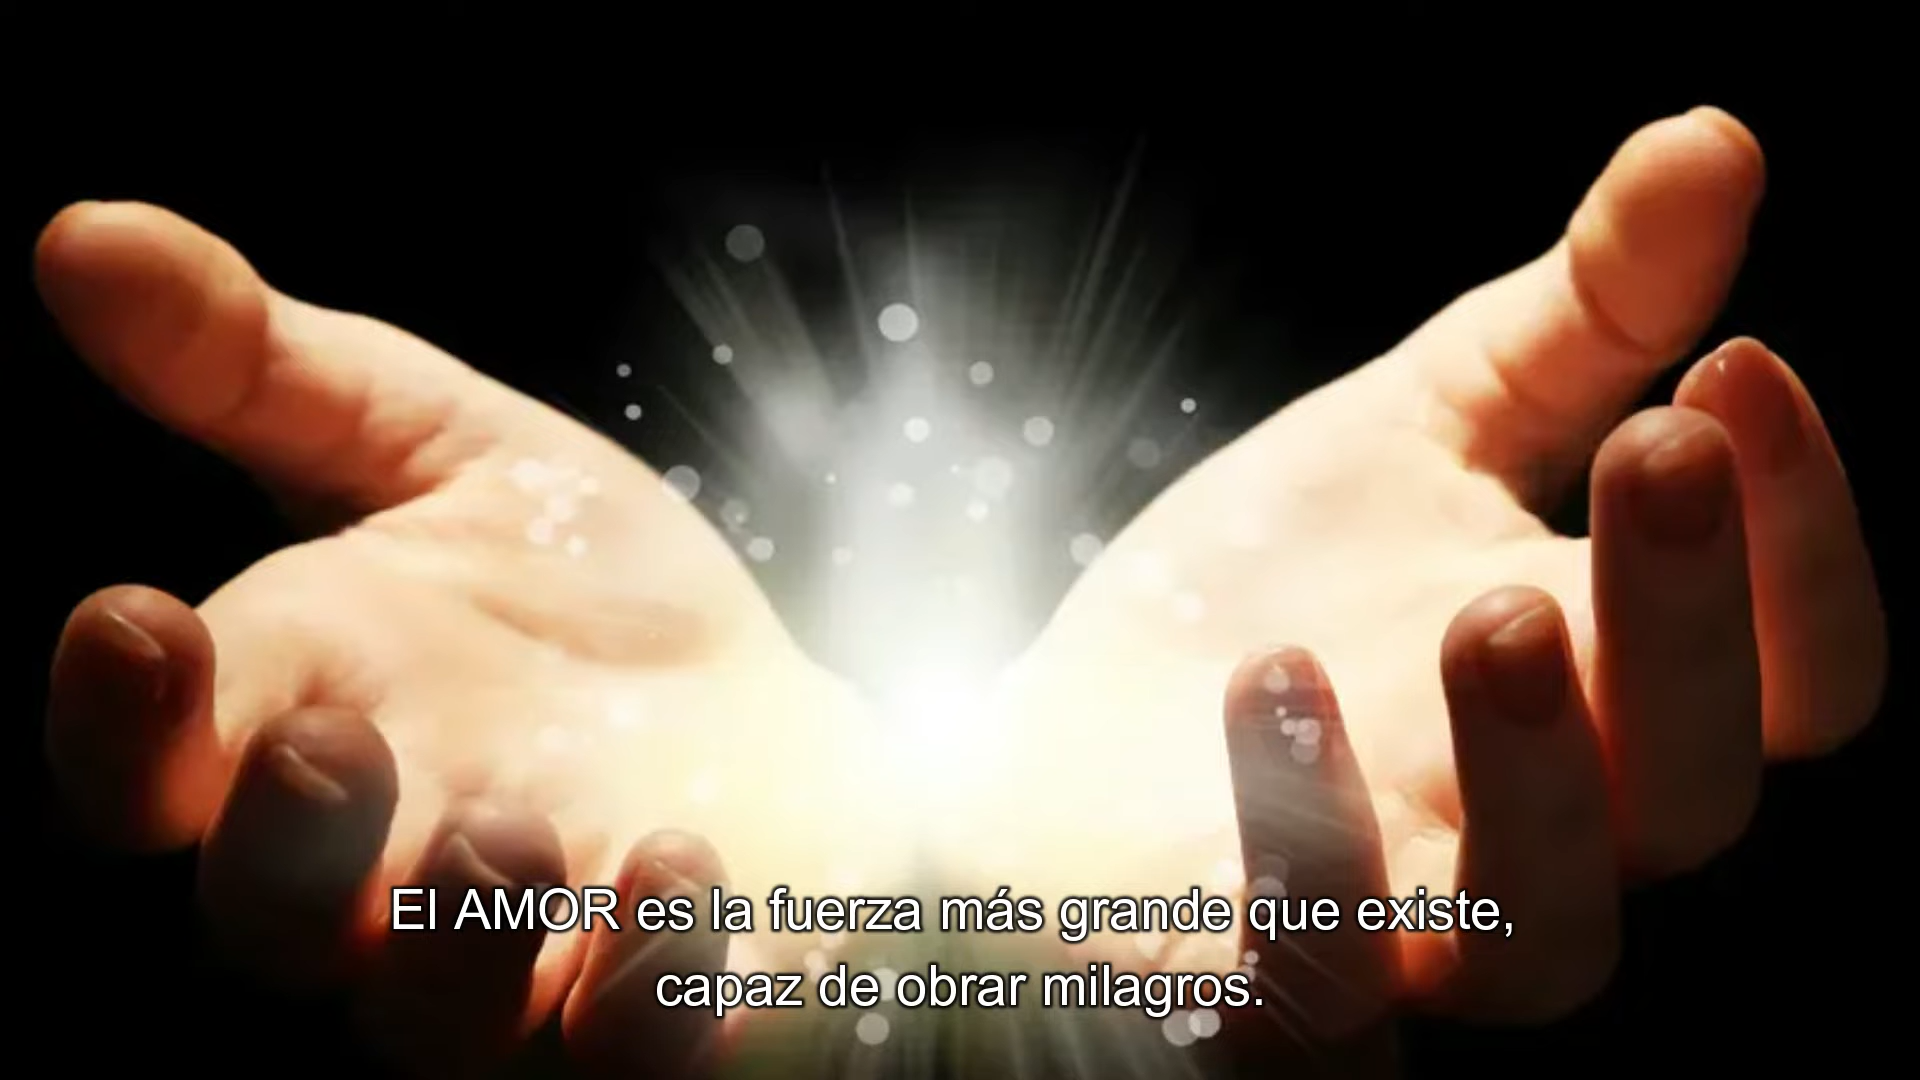 El AMOR es la fuerza más grande que existe,
capaz de obrar milagros.